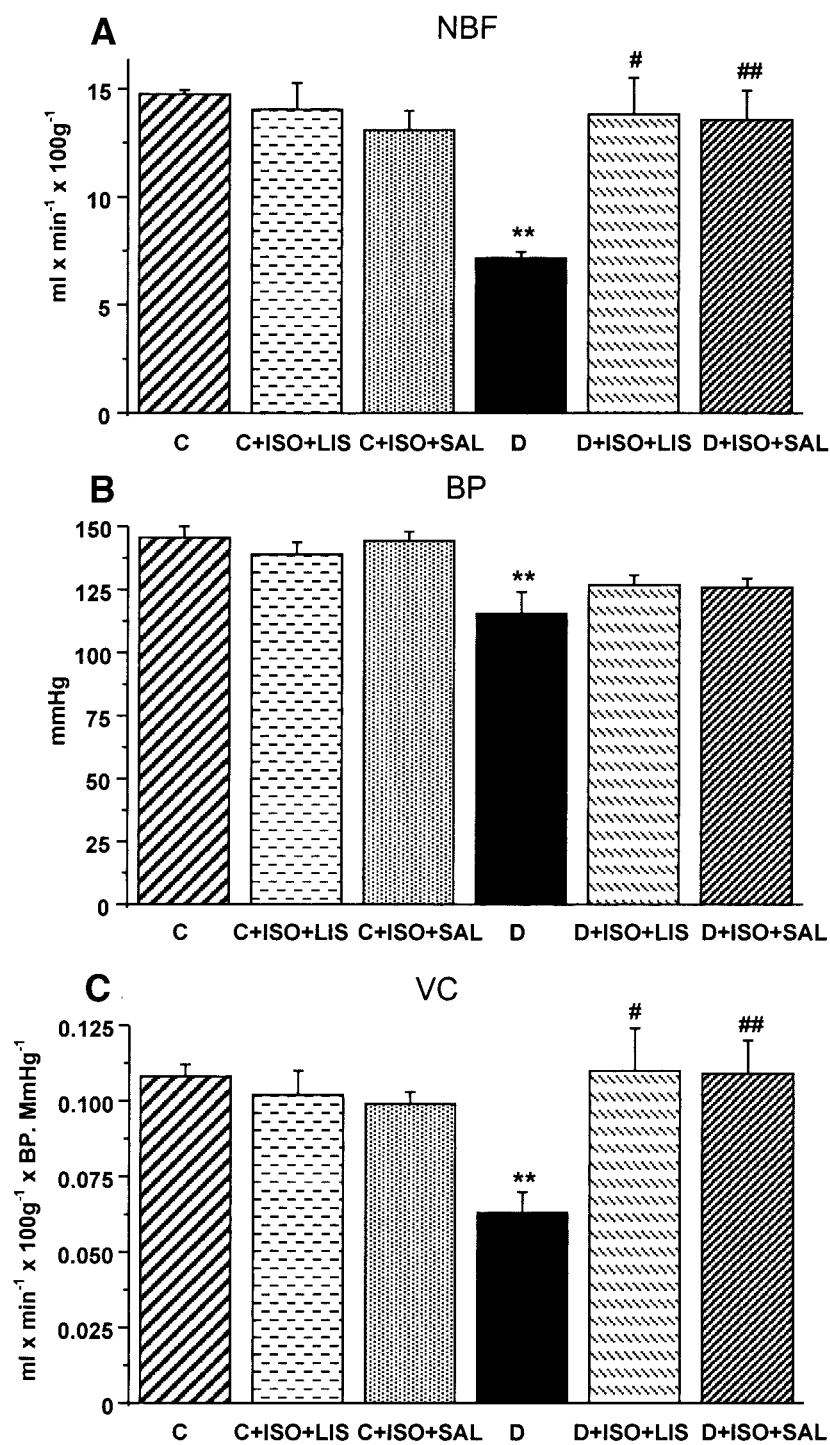 A NBF
# ##
15
10
**
5
0
ml x min⁻¹ x 100g⁻¹
C C+ISO+LIS C+ISO+SAL D D+ISO+LIS D+ISO+SAL
B BP
150
125
**
100
75
50
25
0
mmHg
C C+ISO+LIS C+ISO+SAL D D+ISO+LIS D+ISO+SAL
C VC
# ##
0.125
0.100
0.075
**
0.050
0.025
0
ml x min⁻¹ x 100g⁻¹ x BP. MmHg⁻¹
C C+ISO+LIS C+ISO+SAL D D+ISO+LIS D+ISO+SAL